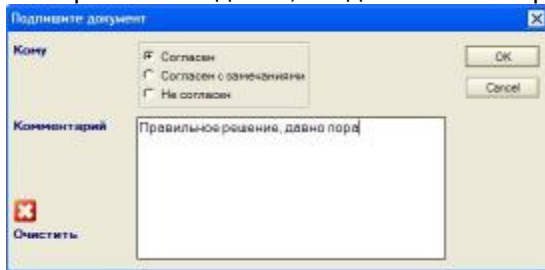 Подпишите документ
Кому
Согласен
Согласен с замечаниями
Не согласен
OK
Cancel
Комментарий
Правильное решение, давно пора
Очистить